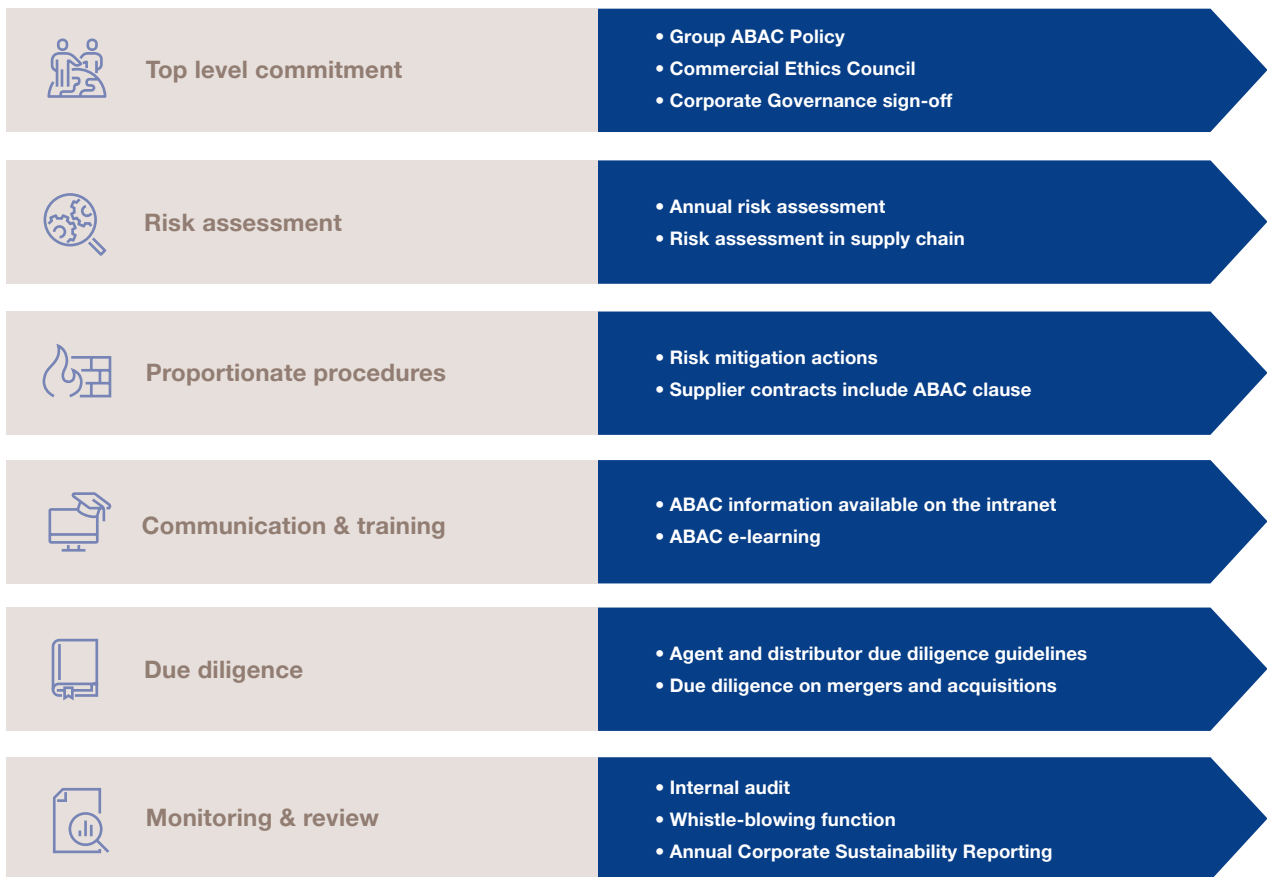 Top level commitment
• Group ABAC Policy
• Commercial Ethics Council
• Corporate Governance sign-off
Risk assessment
• Annual risk assessment
• Risk assessment in supply chain
Proportionate procedures
• Risk mitigation actions
• Supplier contracts include ABAC clause
Communication & training
• ABAC information available on the intranet
• ABAC e-learning
Due diligence
• Agent and distributor due diligence guidelines
• Due diligence on mergers and acquisitions
Monitoring & review
• Internal audit
• Whistle-blowing function
• Annual Corporate Sustainability Reporting